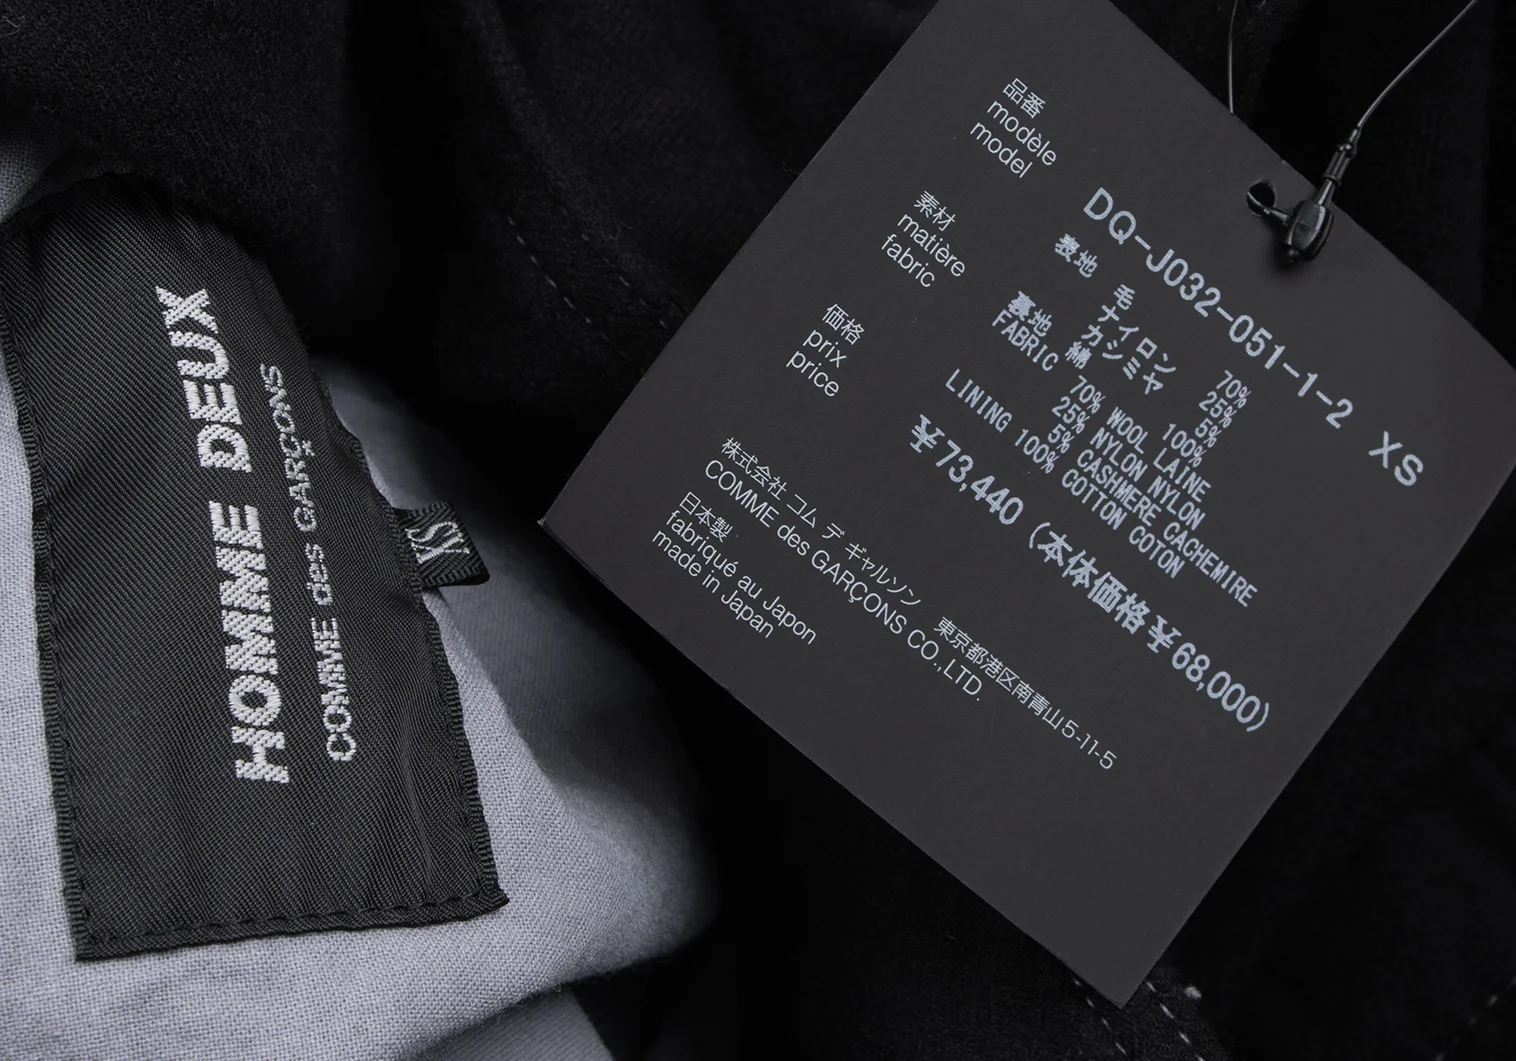 HOMME DEUX
COMME des GARÇONS
XS
品番
modèle
model
DQ-J032-051-1-2 XS
素材
matière
fabric
表地 毛 70%
ナイロン 25%
カシミヤ 5%
裏地 綿 100%
FABRIC 70% WOOL LAINE
25% NYLON NYLON
5% CASHMERE CACHEMIRE
LINING 100% COTTON COTON
価格
prix
price
¥73,440 (本体価格¥68,000)
株式会社 コム デ ギャルソン 東京都港区南青山5-11-5
COMME des GARÇONS CO.,LTD.
日本製
fabriqué au Japon
made in Japan